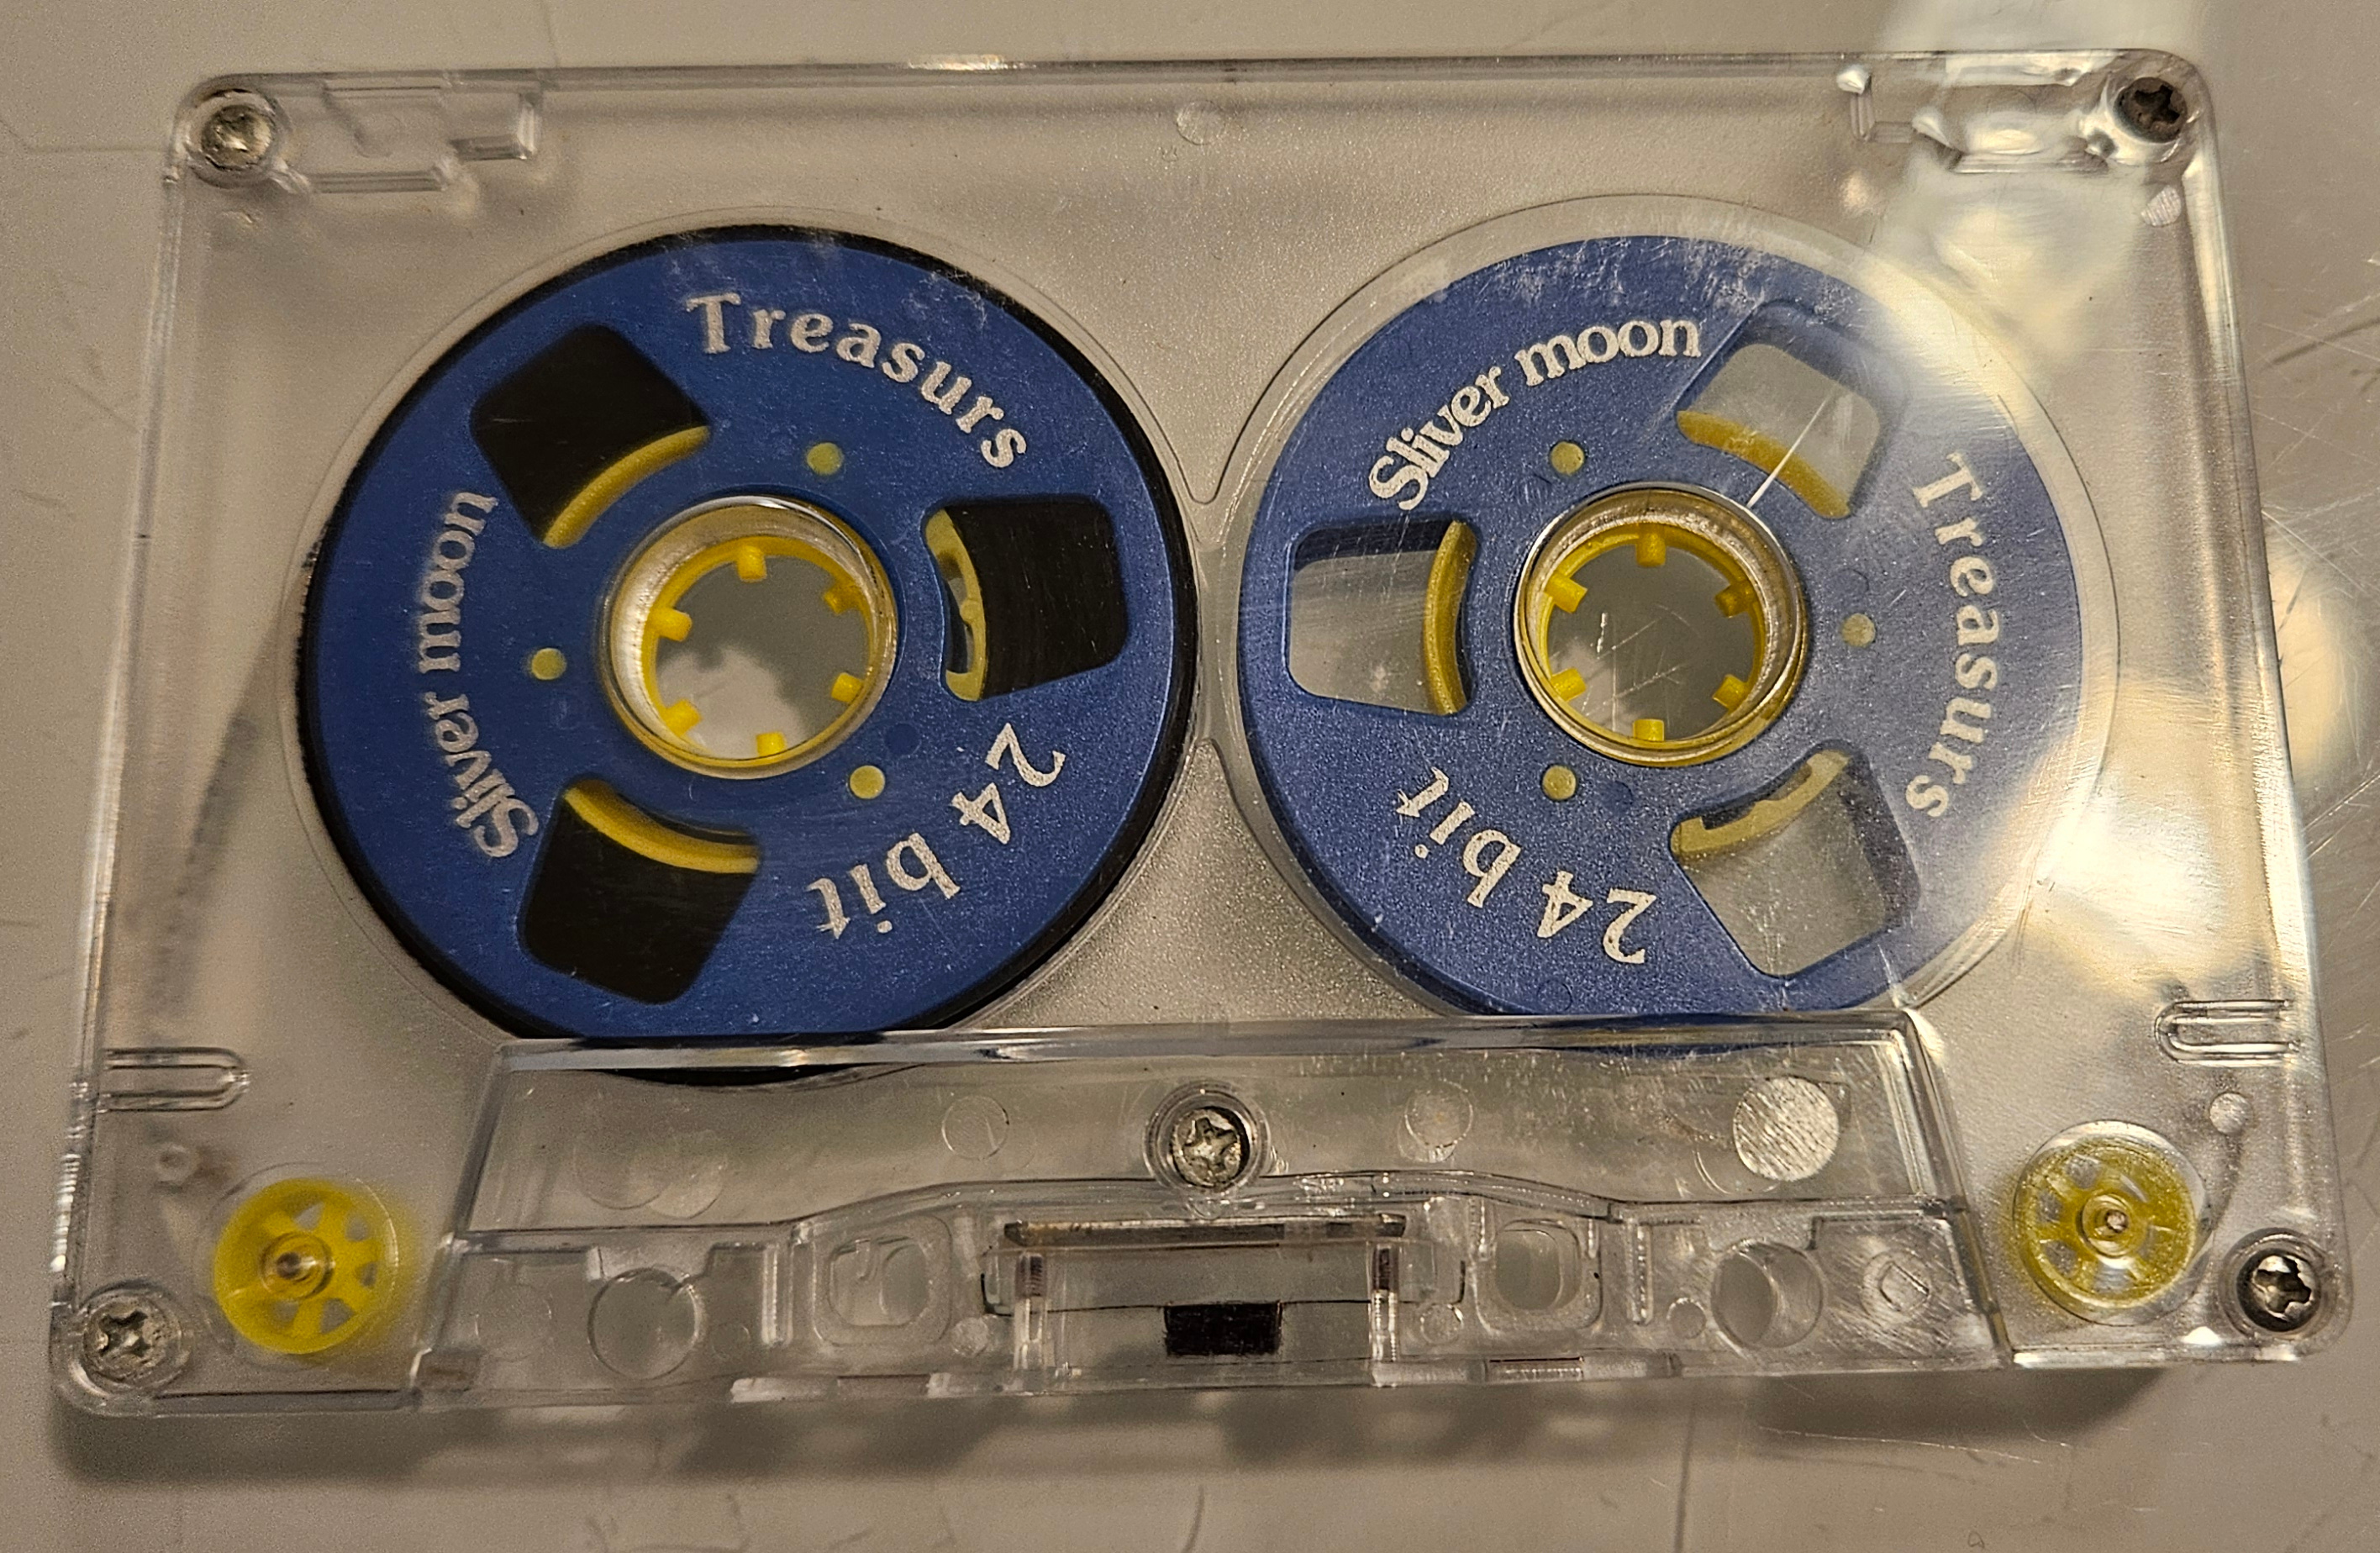 Treasurs
Sliver moon
24 bit
Sliver moon
Treasurs
24 bit